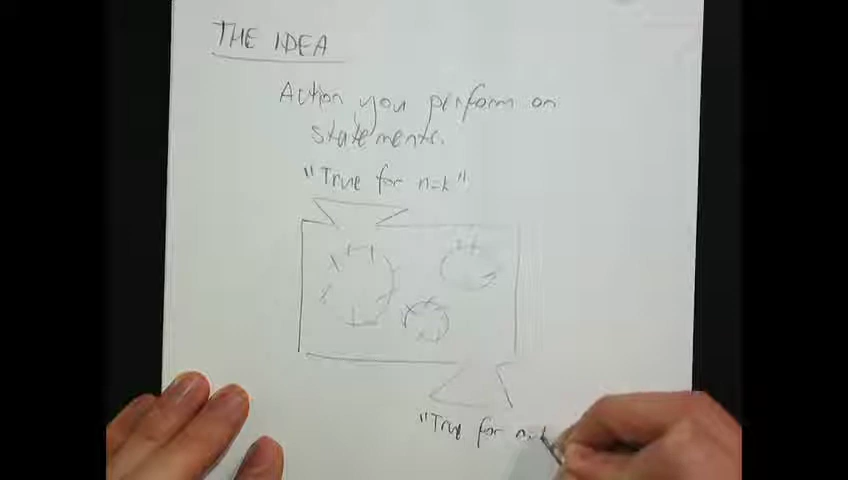 THE IDEA
Action you perform on
statements.
"True for n=k"
"True for